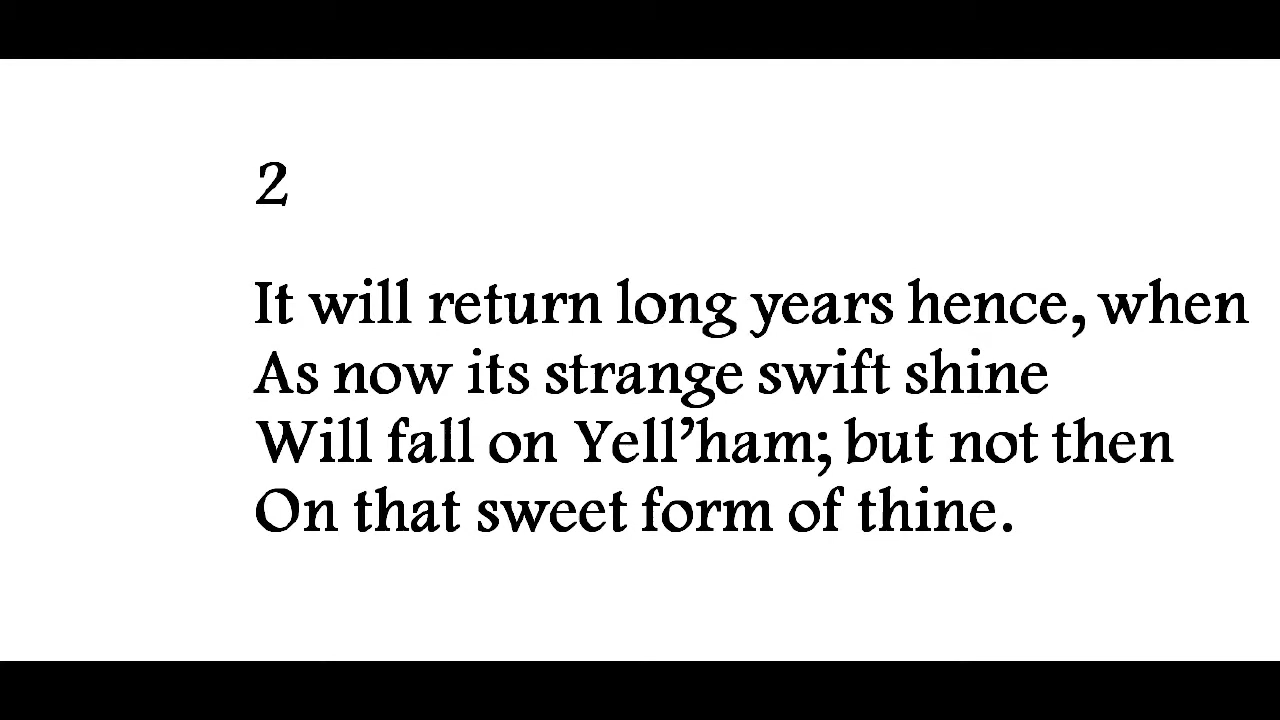 2
It will return long years hence, when
As now its strange swift shine
Will fall on Yell’ham; but not then
On that sweet form of thine.